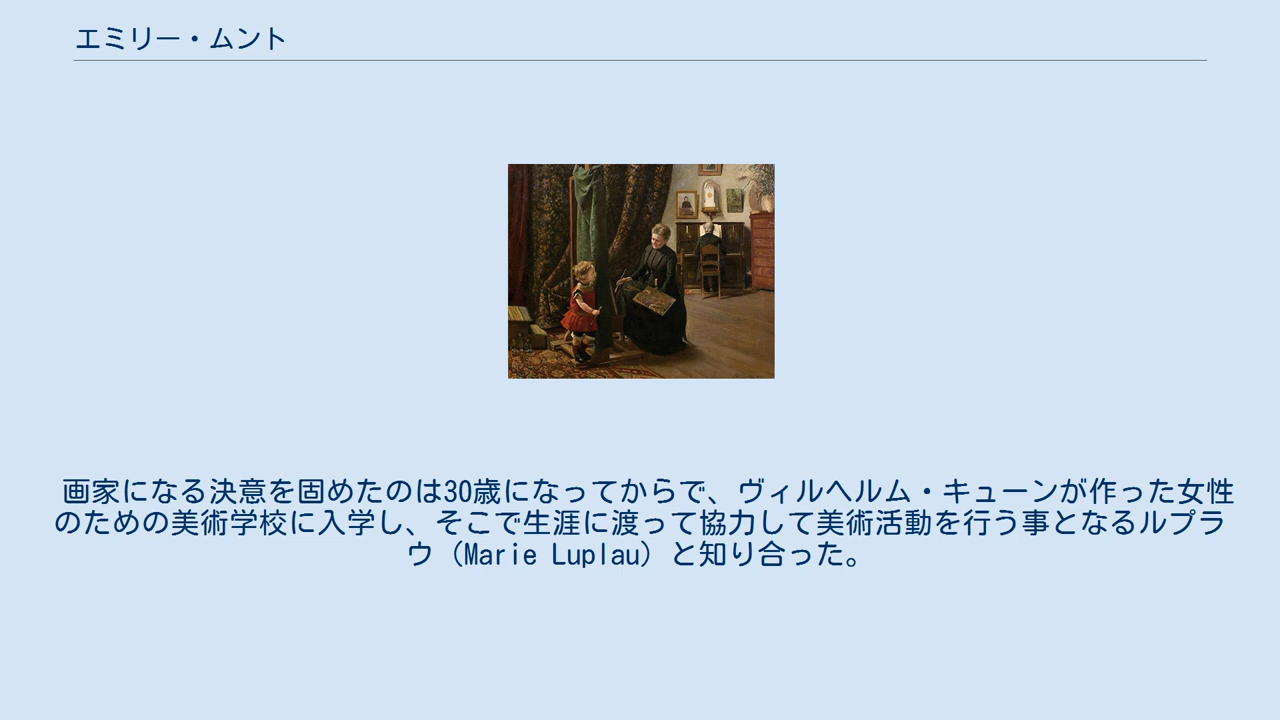 エミリー・ムント
画家になる決意を固めたのは30歳になってからで、ヴィルヘルム・キューンが作った女性
のための美術学校に入学し、そこで生涯に渡って協力して美術活動を行う事となるルプラ
ウ（Marie Luplau）と知り合った。